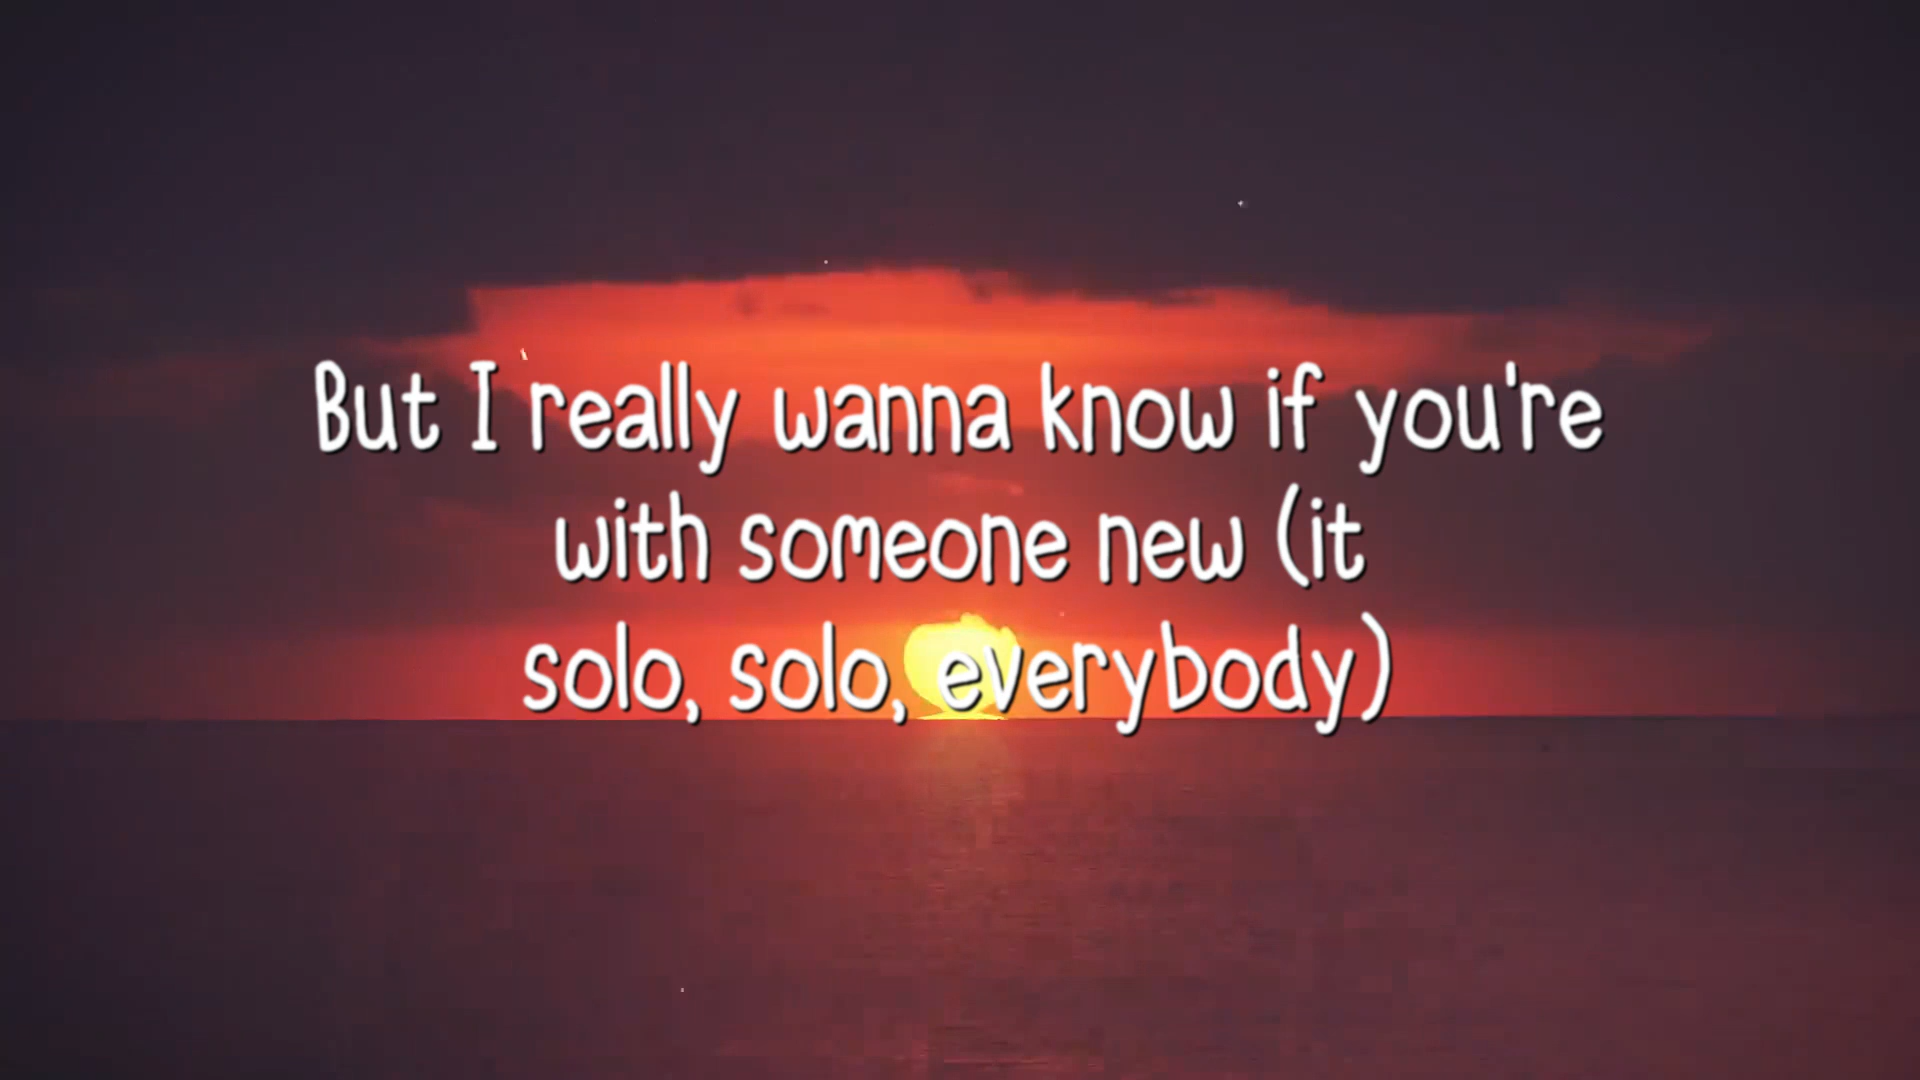 But I really wanna know if you're
with someone new (it
solo, solo, everybody)